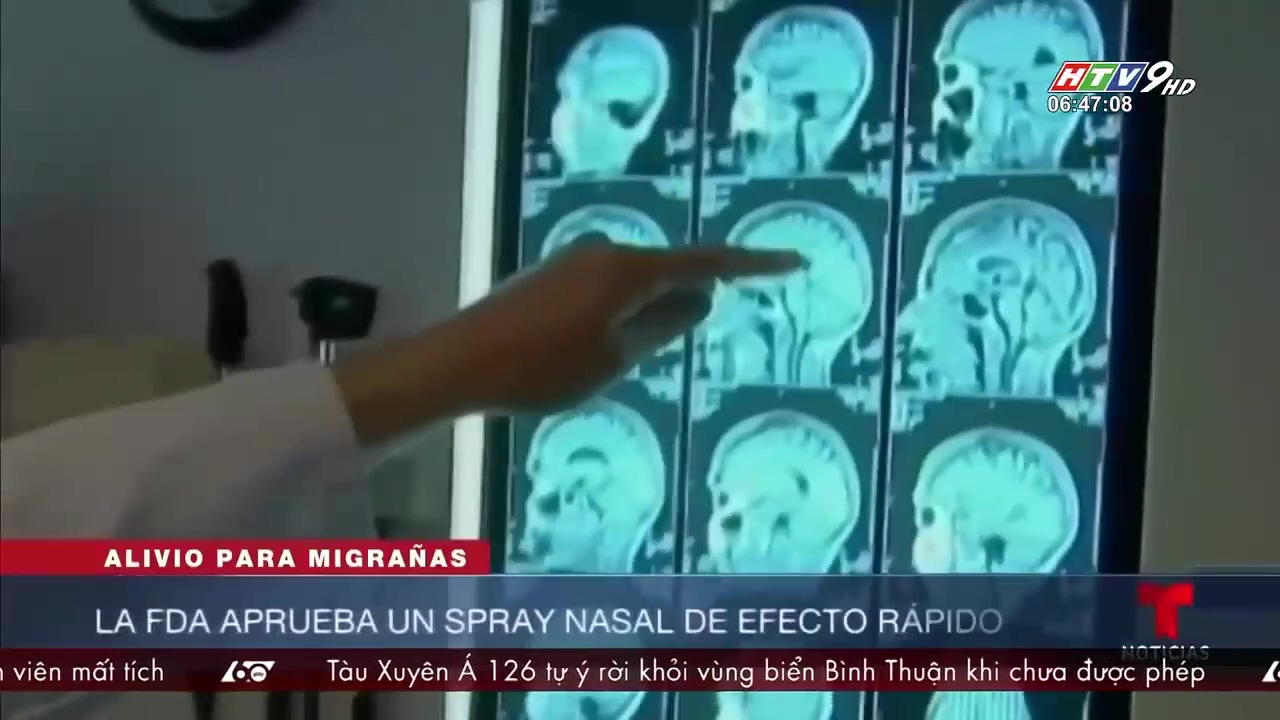 HTV9 HD
06:47:08
ALIVIO PARA MIGRAÑAS
LA FDA APRUEBA UN SPRAY NASAL DE EFECTO RÁPIDO
NOTICIAS
viên mất tích 60 Tàu Xuyên Á 126 tự ý rời khỏi vùng biển Bình Thuận khi chưa được phép